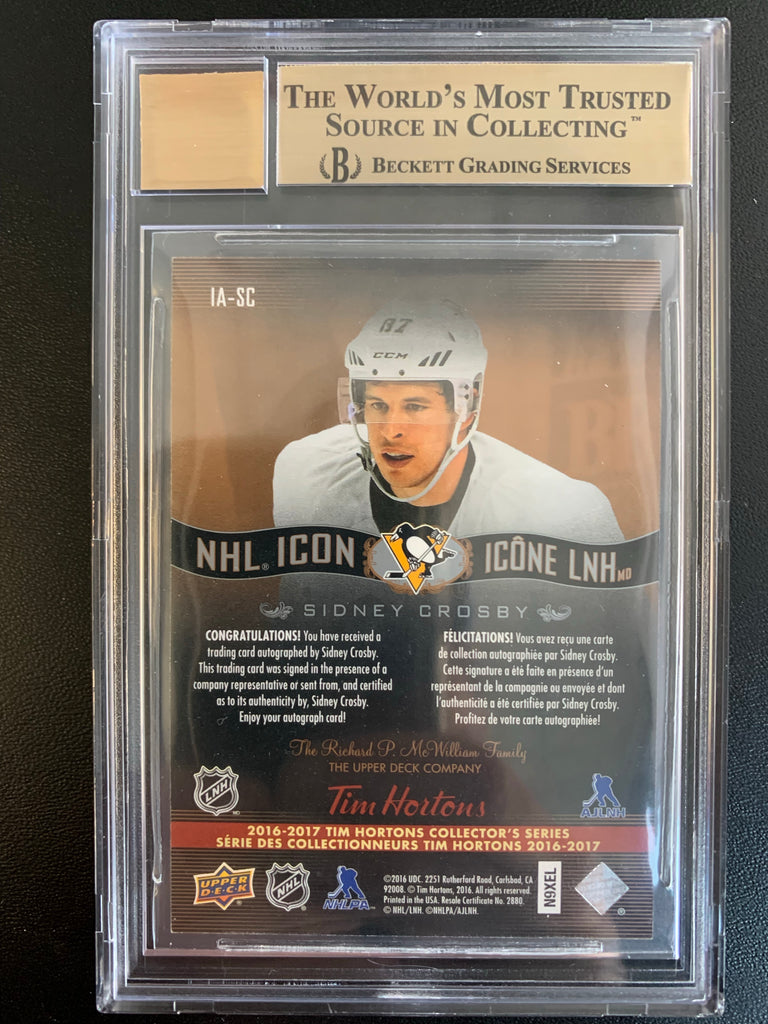 THE WORLD'S MOST TRUSTED
SOURCE IN COLLECTING™
B BECKETT GRADING SERVICES
IA-SC
87
CCM
NHL® ICON
ICÔNE LNH MD
SIDNEY CROSBY
CONGRATULATIONS! You have received a
trading card autographed by Sidney Crosby.
This trading card was signed in the presence of a
company representative or sent from, and certified
as to its authenticity by, Sidney Crosby.
Enjoy your autograph card!
FÉLICITATIONS! Vous avez reçu une carte
de collection autographiée par Sidney Crosby.
Cette signature a été faite en présence d'un
représentant de la compagnie ou envoyée et dont
l'authenticité a été certifiée par Sidney Crosby.
Profitez de votre carte autographiée!
The Richard P. McWilliam Family
THE UPPER DECK COMPANY
LNH MD
Tim Hortons
AJLNH
2016-2017 TIM HORTONS COLLECTOR'S SERIES
SÉRIE DES COLLECTIONNEURS TIM HORTONS 2016-2017
UPPER DECK
NHL
NHLPA
©2016 UDC. 2251 Rutherford Road, Carlsbad, CA
92008. © Tim Hortons, 2016. All rights reserved.
Printed in the USA. Resale Certificate No. 2880.
© NHL/LNH. ©NHLPA/AJLNH.
N9XEL